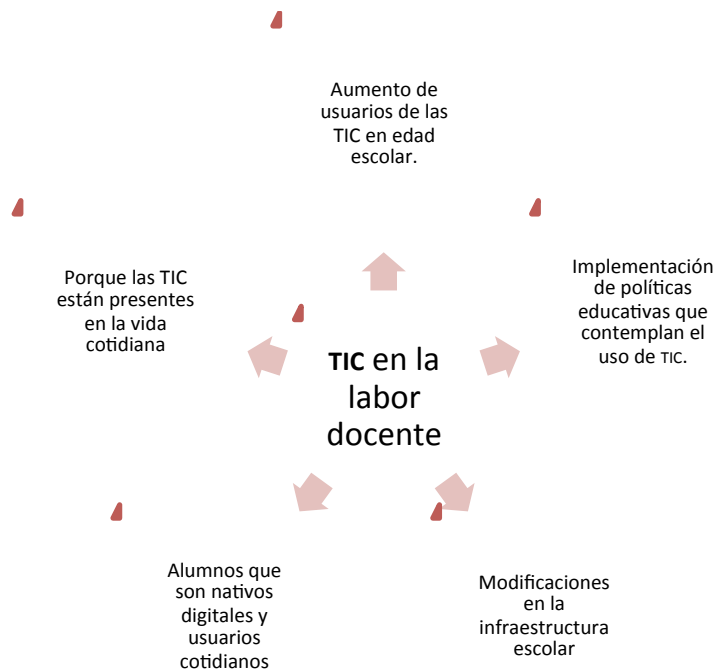 Aumento de
usuarios de las
TIC en edad
escolar.
Porque las TIC
están presentes
en la vida
cotidiana
Implementación
de políticas
educativas que
contemplan el
uso de TIC.
TIC en la
labor
docente
Alumnos que
son nativos
digitales y
usuarios
cotidianos
Modificaciones
en la
infraestructura
escolar